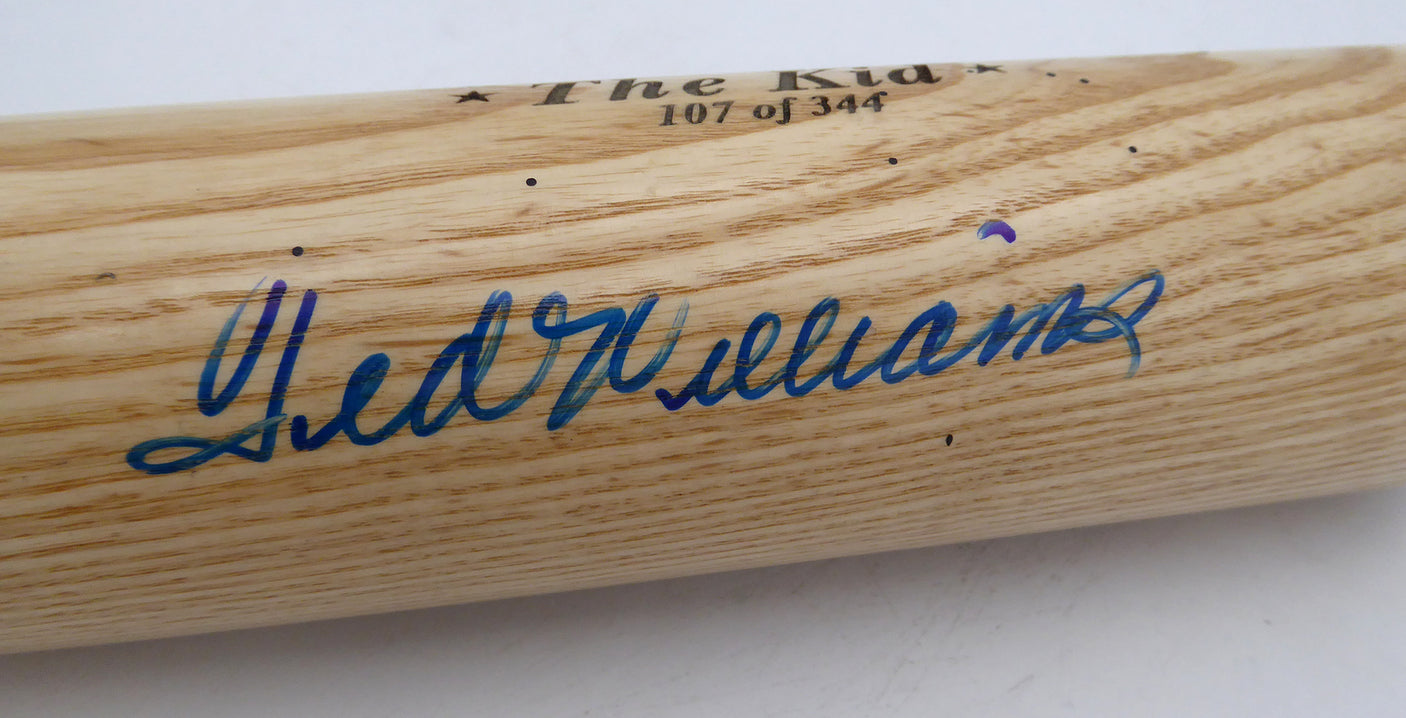 ★ The Kid ★
107 of 344
Ted Williams